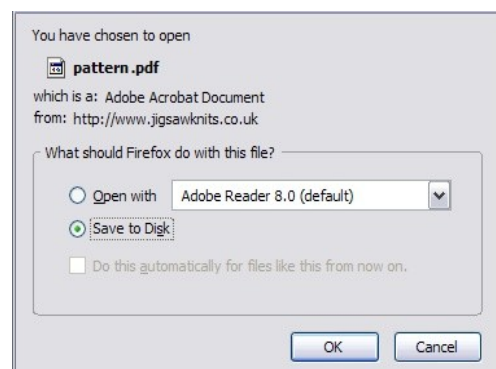 You have chosen to open
pattern.pdf
which is a: Adobe Acrobat Document
from: http://www.jigsawknits.co.uk
What should Firefox do with this file?
Open with Adobe Reader 8.0 (default)
Save to Disk
Do this automatically for files like this from now on.
OK Cancel